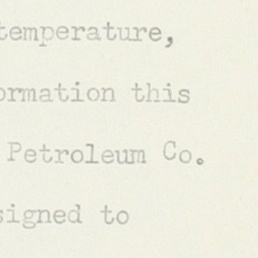 temperature,
ormation this
Petroleum Co.
signed to